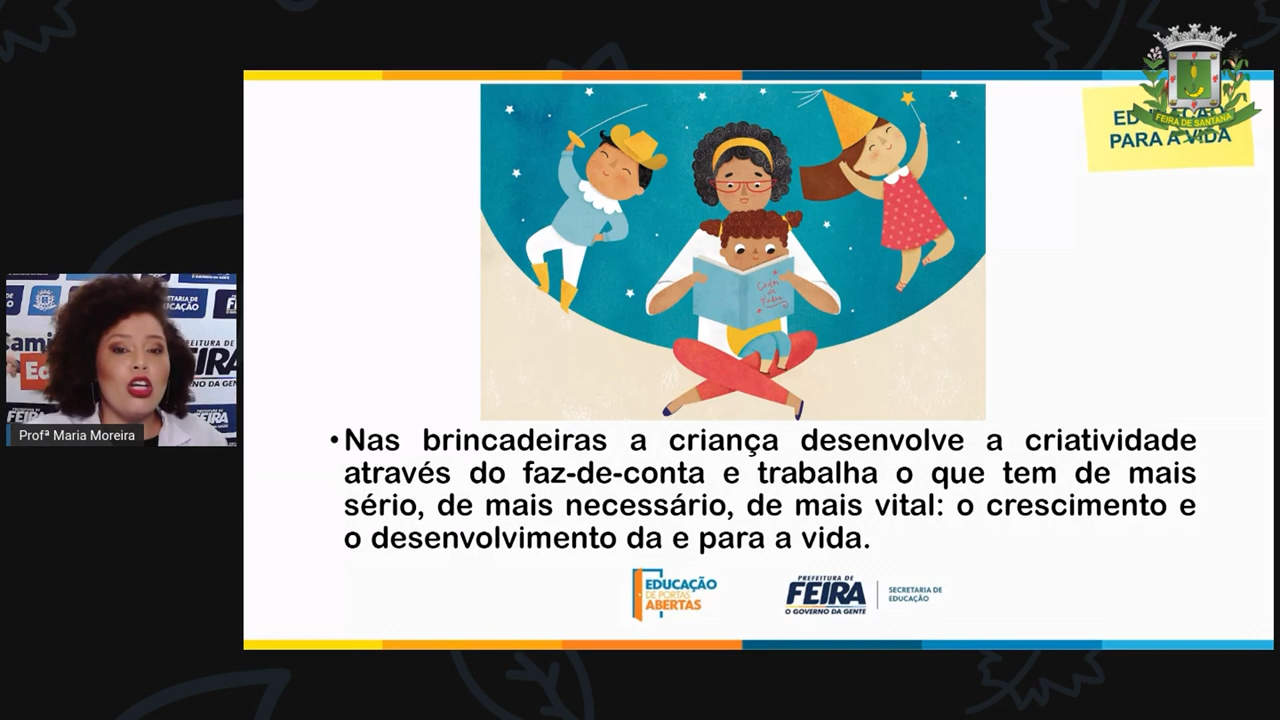 FEIRA DE SANTANA
PARA A VIDA
• Nas brincadeiras a criança desenvolve a criatividade
através do faz-de-conta e trabalha o que tem de mais
sério, de mais necessário, de mais vital: o crescimento e
o desenvolvimento da e para a vida.
EDUCAÇÃO
DE PORTAS
ABERTAS
PREFEITURA DE
FEIRA
O GOVERNO DA GENTE
SECRETARIA DE
EDUCAÇÃO
Profª Maria Moreira